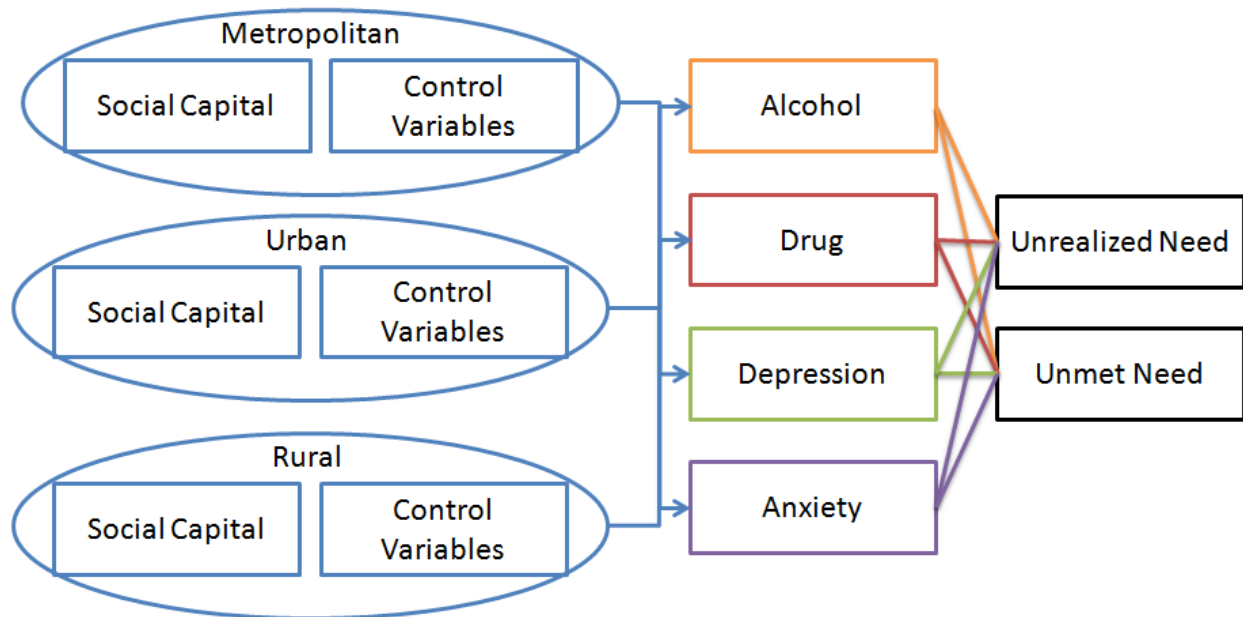 Metropolitan
Social Capital
Control
Variables
Urban
Social Capital
Control
Variables
Rural
Social Capital
Control
Variables
Alcohol
Drug
Depression
Anxiety
Unrealized Need
Unmet Need